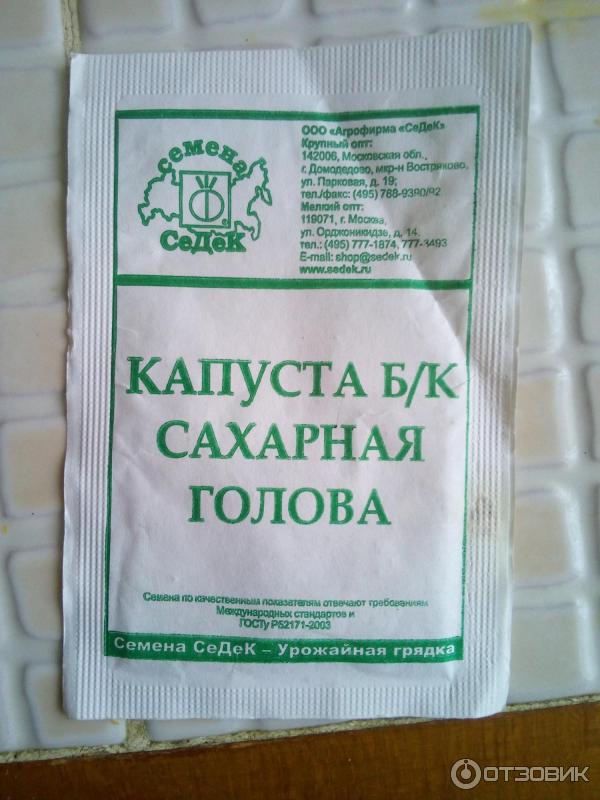 семена
СеДеК
ООО «Агрофирма «СеДеК»
Крупный опт:
142006, Московская обл.,
г. Домодедово, мкр-н Востряково,
ул. Парковая, д. 19;
тел./факс: (495) 788-9390/92
Мелкий опт:
119071, г. Москва,
ул. Орджоникидзе, д. 14.
тел.: (495) 777-1874, 777-3493
E-mail: shop@sedek.ru
www.sedek.ru
КАПУСТА Б/К
САХАРНАЯ
ГОЛОВА
Семена по качественным показателям отвечают требованиям
Международных стандартов и
ГОСТу Р52171-2003
Семена СеДеК – Урожайная грядка
ОТЗОВИК